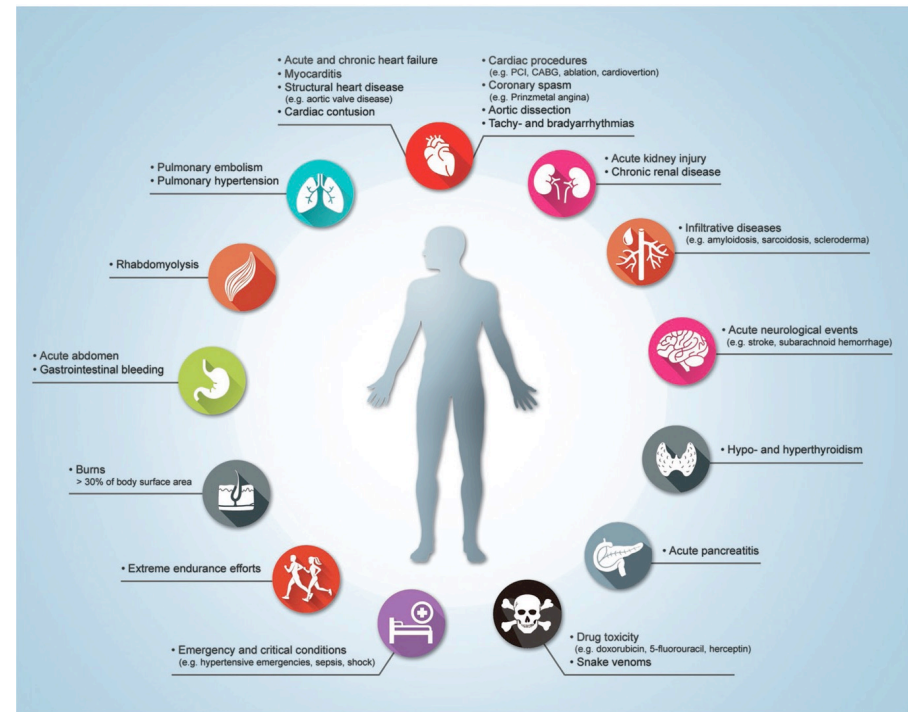 • Acute and chronic heart failure
• Myocarditis
• Structural heart disease
(e.g. aortic valve disease)
• Cardiac contusion
• Cardiac procedures
(e.g. PCI, CABG, ablation, cardiovertion)
• Coronary spasm
(e.g. Prinzmetal angina)
• Aortic dissection
• Tachy- and bradyarrhythmias
• Pulmonary embolism
• Pulmonary hypertension
• Acute kidney injury
• Chronic renal disease
• Rhabdomyolysis
• Infiltrative diseases
(e.g. amyloidosis, sarcoidosis, scleroderma)
• Acute abdomen
• Gastrointestinal bleeding
• Acute neurological events
(e.g. stroke, subarachnoid hemorrhage)
• Burns
> 30% of body surface area
• Hypo- and hyperthyroidism
• Extreme endurance efforts
• Acute pancreatitis
• Emergency and critical conditions
(e.g. hypertensive emergencies, sepsis, shock)
• Drug toxicity
(e.g. doxorubicin, 5-fluorouracil, herceptin)
• Snake venoms